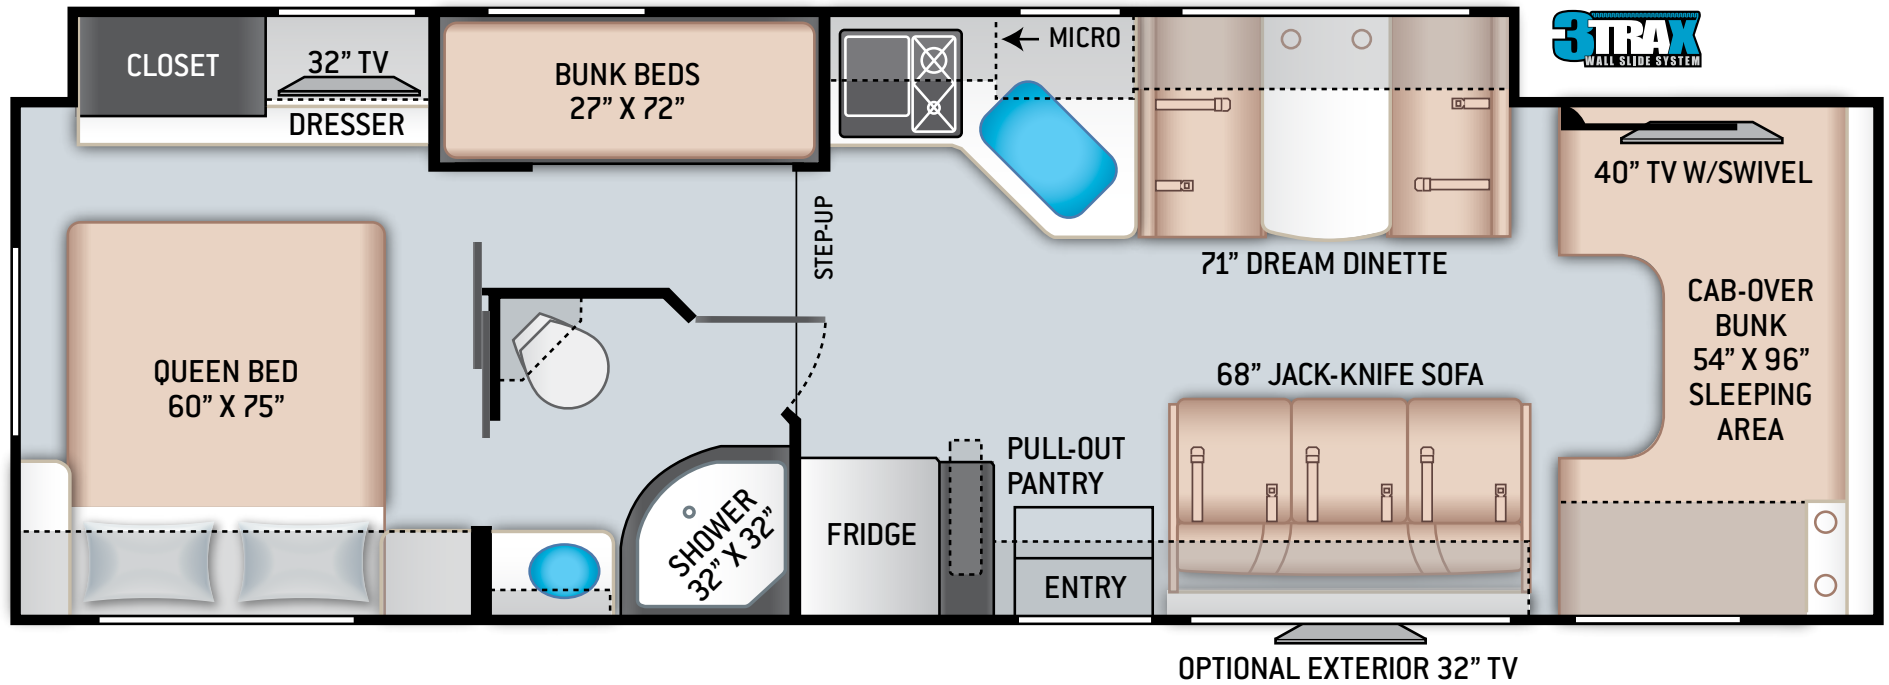 CLOSET
32” TV
DRESSER
BUNK BEDS
27” X 72”
MICRO
3TRAX
WALL SLIDE SYSTEM
40” TV W/SWIVEL
STEP-UP
71” DREAM DINETTE
CAB-OVER
BUNK
54” X 96”
SLEEPING
AREA
QUEEN BED
60” X 75”
68” JACK-KNIFE SOFA
PULL-OUT
PANTRY
SHOWER
32” X 32”
FRIDGE
ENTRY
OPTIONAL EXTERIOR 32” TV